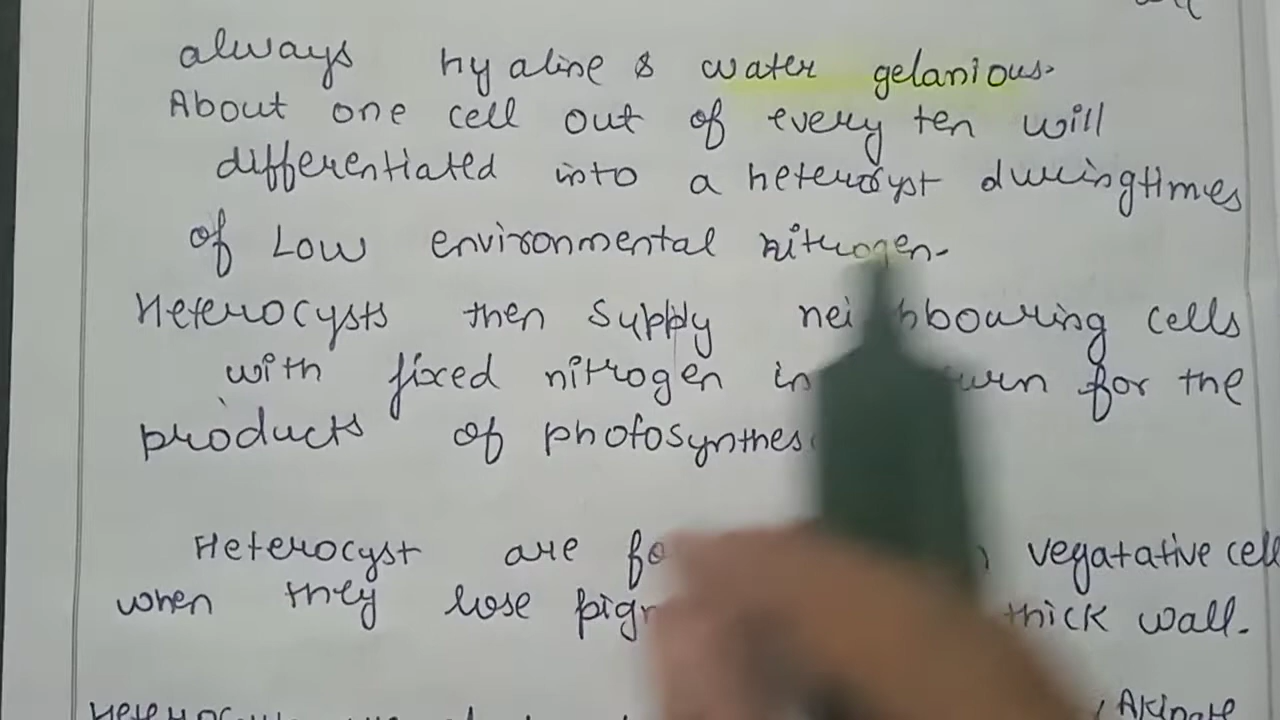 always hyaline & water gelanious.
About one cell out of every ten will
differentiated into a heterocyst during times
of Low environmental nitrogen.
Heterocysts then supply neighbouring cells
with fixed nitrogen in for the
products of photosynthes
Heterocyst are vegatative cell
when they lose thick wall.
Akinate